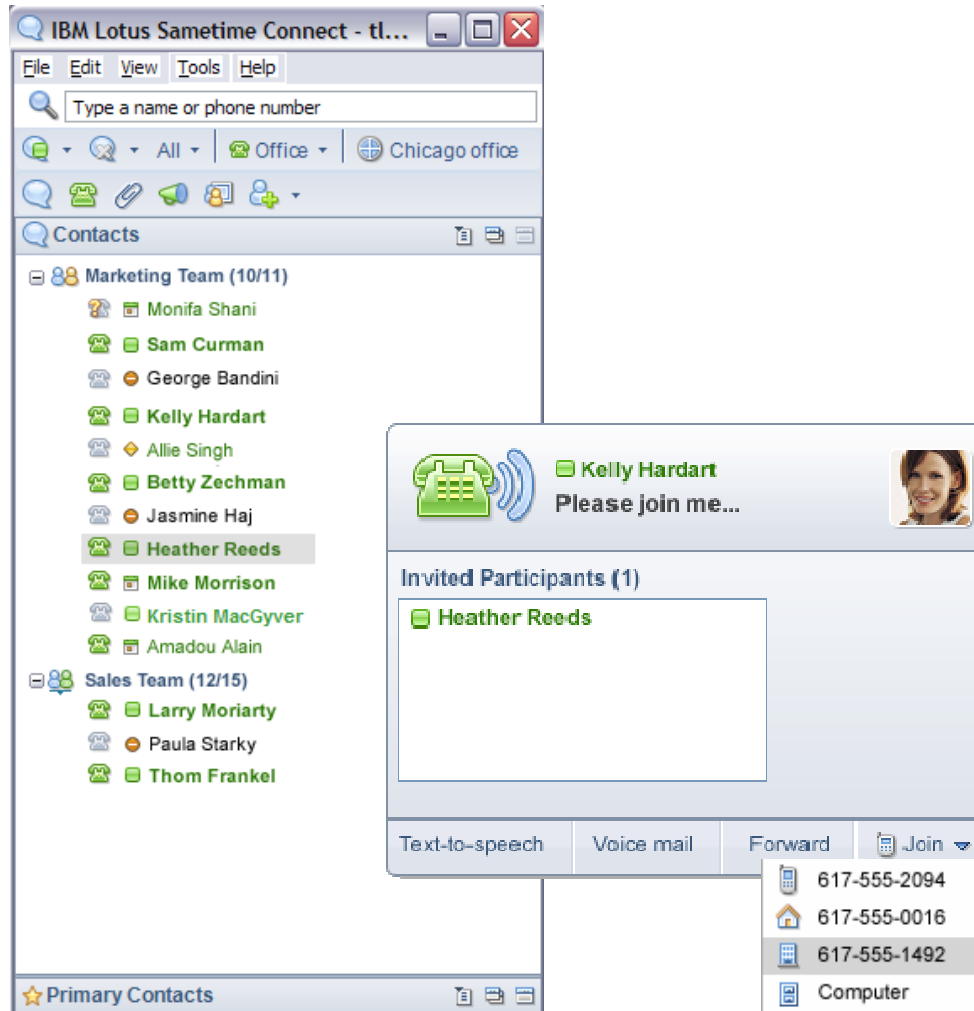 IBM Lotus Sametime Connect - tl...
File Edit View Tools Help
Type a name or phone number
All Office Chicago office
Contacts
Marketing Team (10/11)
Monifa Shani
Sam Curman
George Bandini
Kelly Hardart
Allie Singh
Betty Zechman
Jasmine Haj
Heather Reeds
Mike Morrison
Kristin MacGyver
Amadou Alain
Sales Team (12/15)
Larry Moriarty
Paula Starky
Thom Frankel
Primary Contacts
Kelly Hardart
Please join me...
Invited Participants (1)
Heather Reeds
Text-to-speech Voice mail Forward Join
617-555-2094
617-555-0016
617-555-1492
Computer